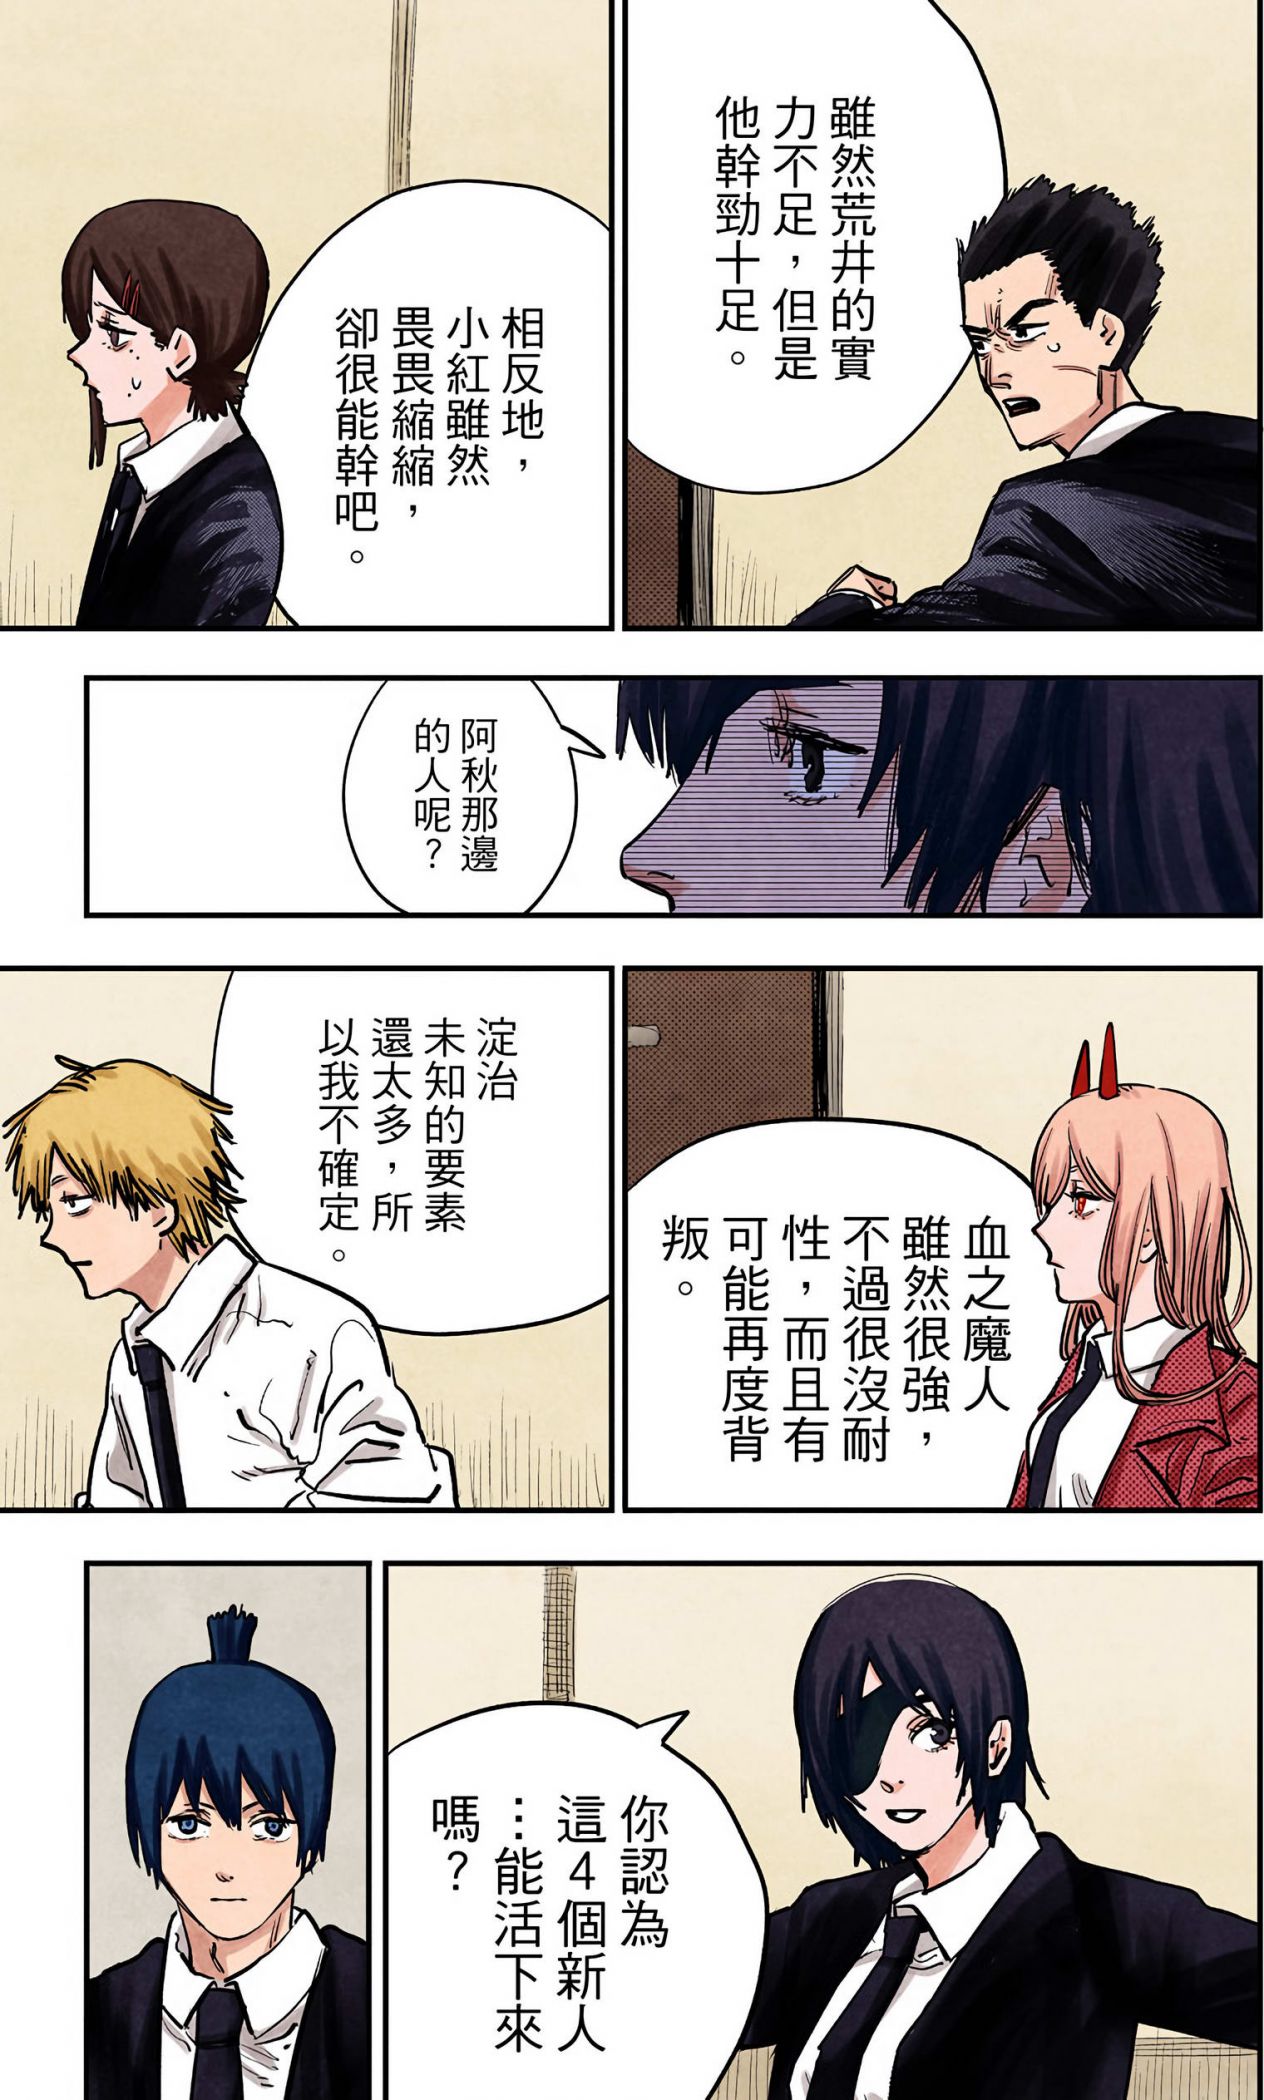 雖然荒井的實
力不足，但是
他幹勁十足。
相反地，
小紅雖然
畏畏縮縮，
卻很能幹吧。
阿秋那邊
的人呢？
血之魔人
雖然很強，
不過很沒耐
性，而且有
可能再度背
叛。
淀治
未知的要素
還太多，所
以我不確定。
你認為
這4個新人
…能活下來
嗎？